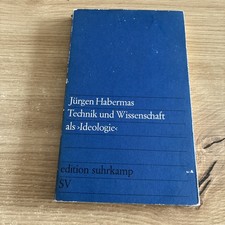 Jürgen Habermas
Technik und Wissenschaft
als ›Ideologie‹
edition suhrkamp
SV